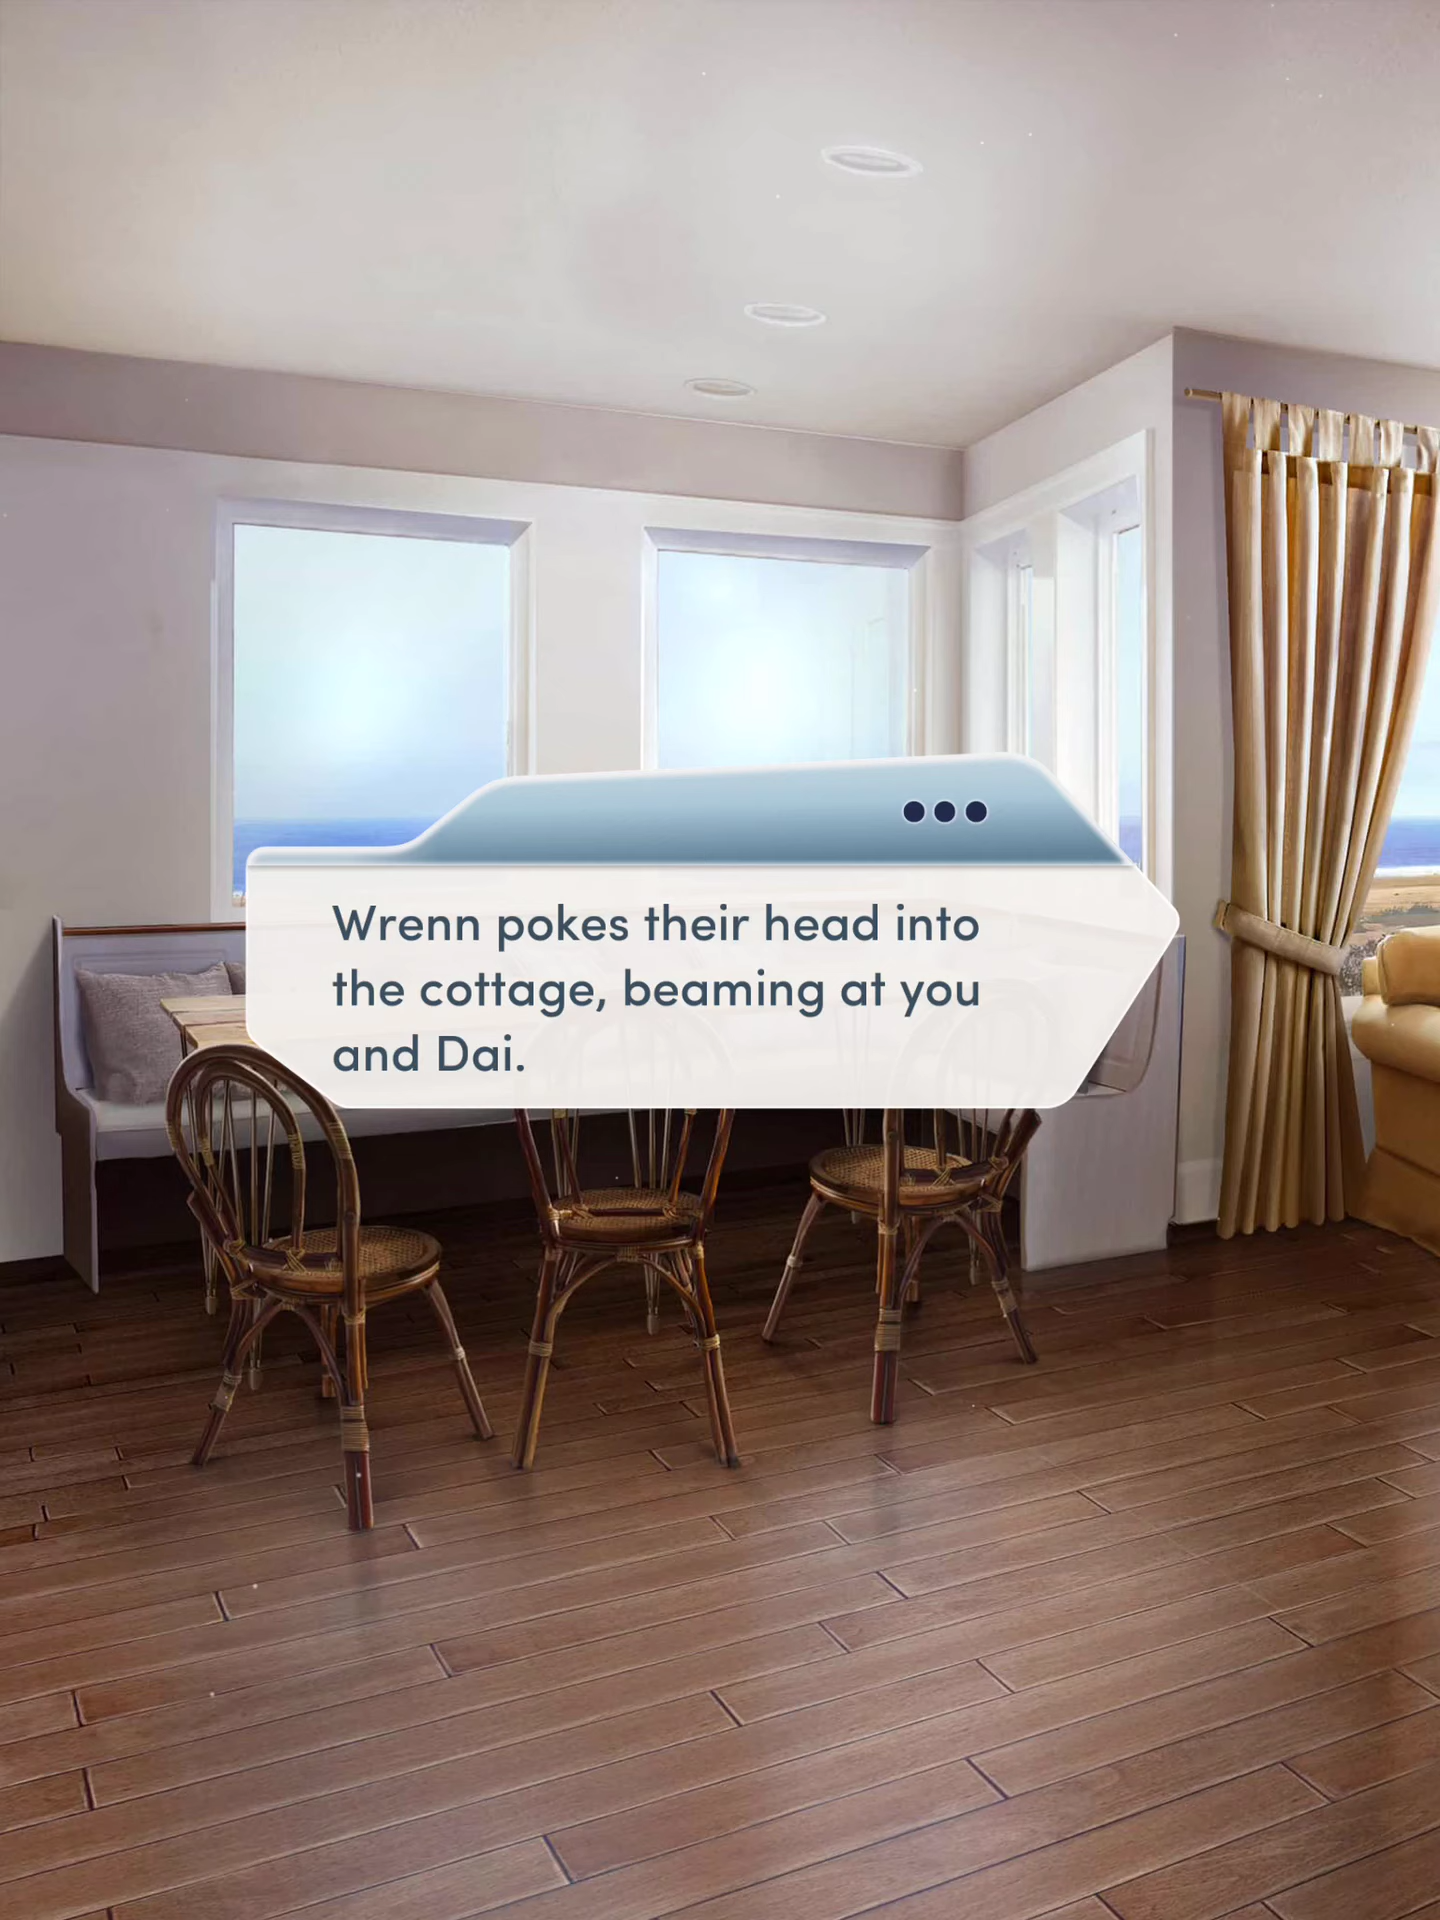 Wrenn pokes their head into
the cottage, beaming at you
and Dai.